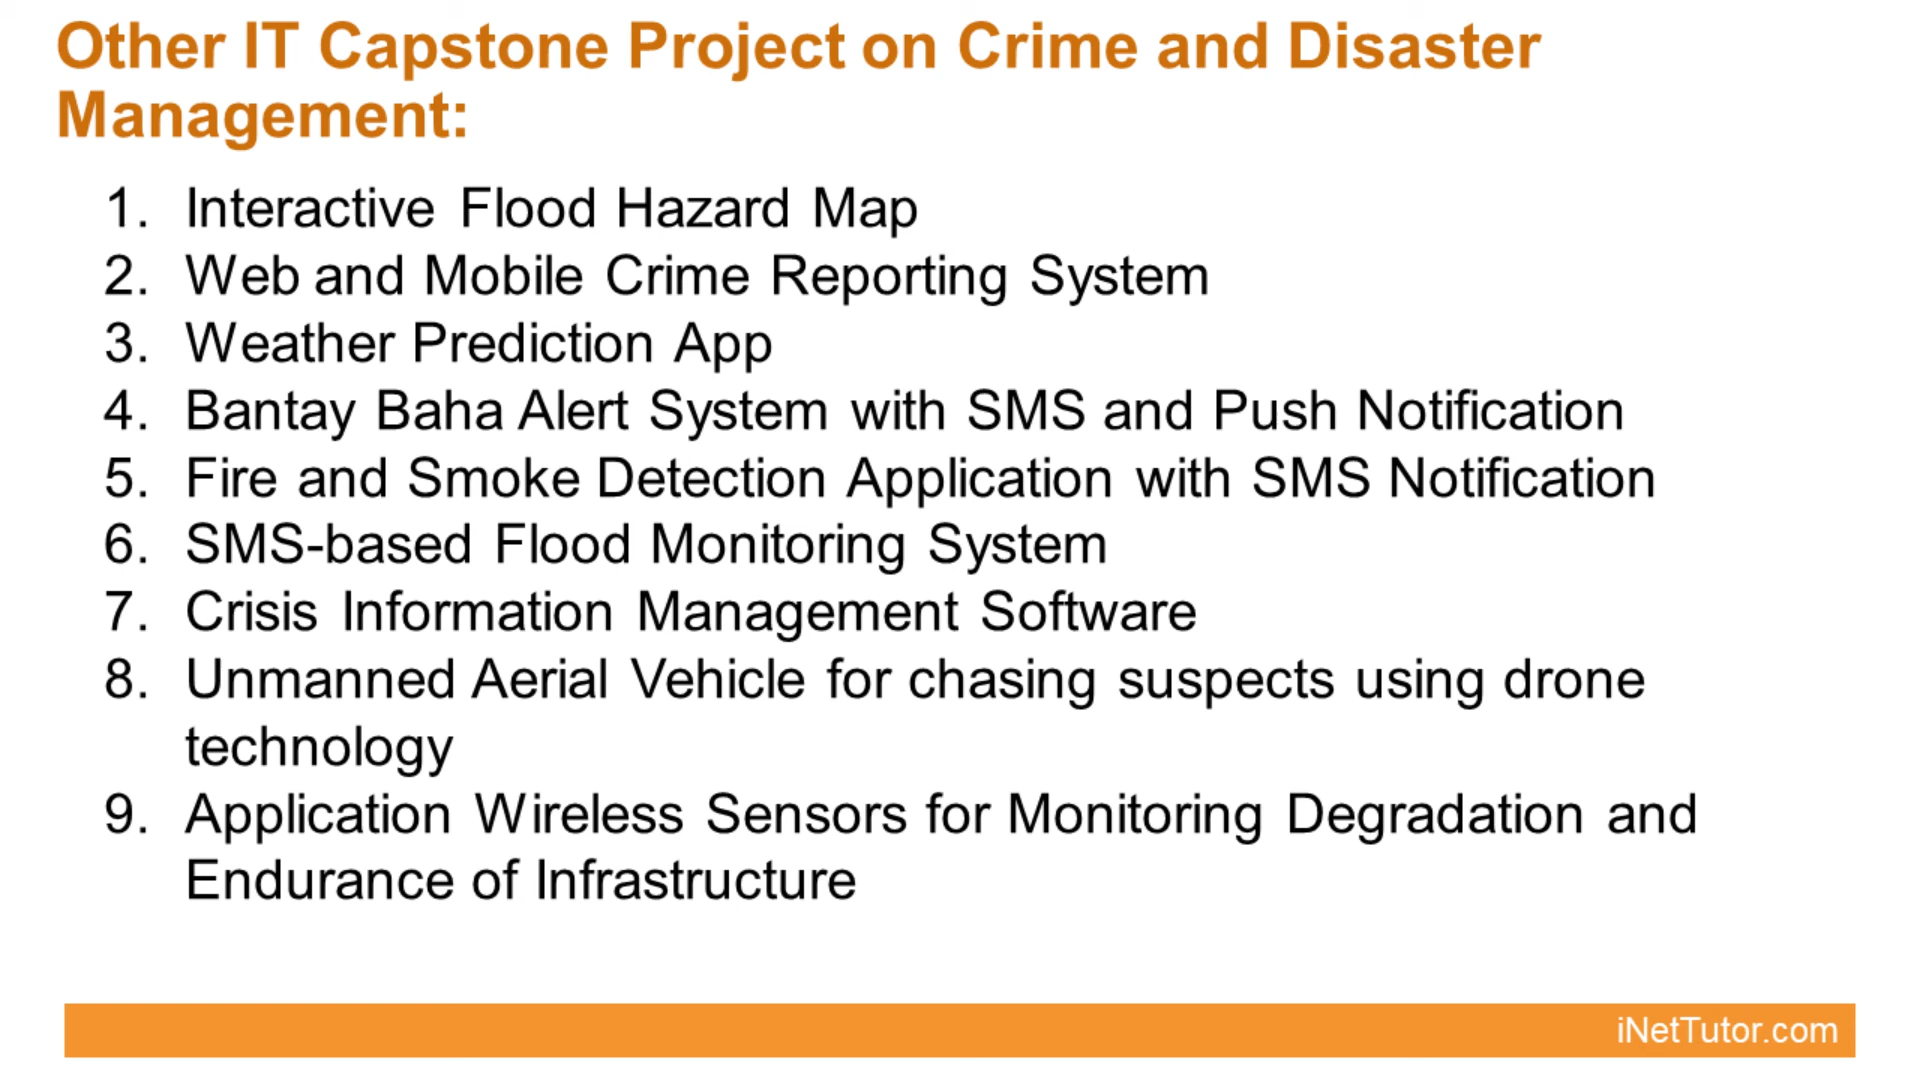 Other IT Capstone Project on Crime and Disaster
Management:
1. Interactive Flood Hazard Map
2. Web and Mobile Crime Reporting System
3. Weather Prediction App
4. Bantay Baha Alert System with SMS and Push Notification
5. Fire and Smoke Detection Application with SMS Notification
6. SMS-based Flood Monitoring System
7. Crisis Information Management Software
8. Unmanned Aerial Vehicle for chasing suspects using drone
technology
9. Application Wireless Sensors for Monitoring Degradation and
Endurance of Infrastructure
iNetTutor.com